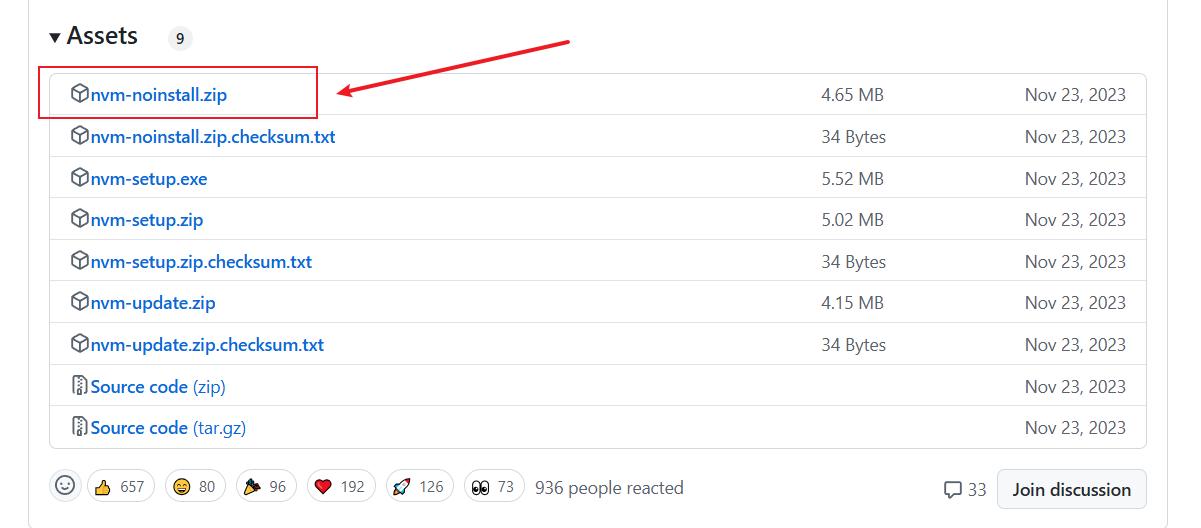 Assets 9
nvm-noinstall.zip 4.65 MB Nov 23, 2023
nvm-noinstall.zip.checksum.txt 34 Bytes Nov 23, 2023
nvm-setup.exe 5.52 MB Nov 23, 2023
nvm-setup.zip 5.02 MB Nov 23, 2023
nvm-setup.zip.checksum.txt 34 Bytes Nov 23, 2023
nvm-update.zip 4.15 MB Nov 23, 2023
nvm-update.zip.checksum.txt 34 Bytes Nov 23, 2023
Source code (zip) Nov 23, 2023
Source code (tar.gz) Nov 23, 2023
657 80 96 192 126 73 936 people reacted 33 Join discussion